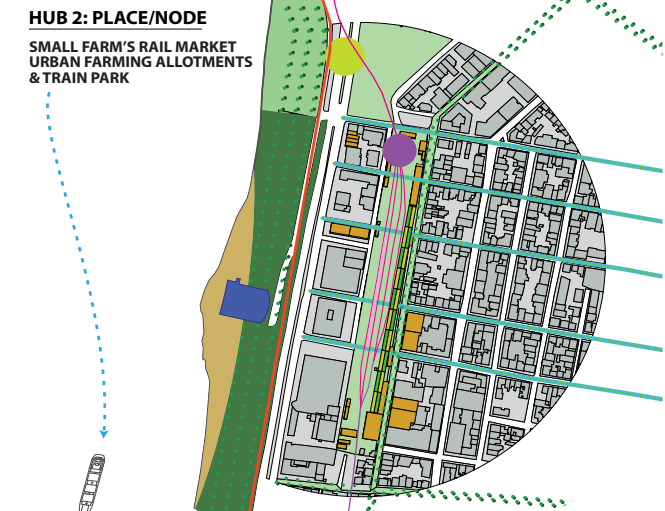 HUB 2: PLACE/NODE
SMALL FARM'S RAIL MARKET
URBAN FARMING ALLOTMENTS
& TRAIN PARK